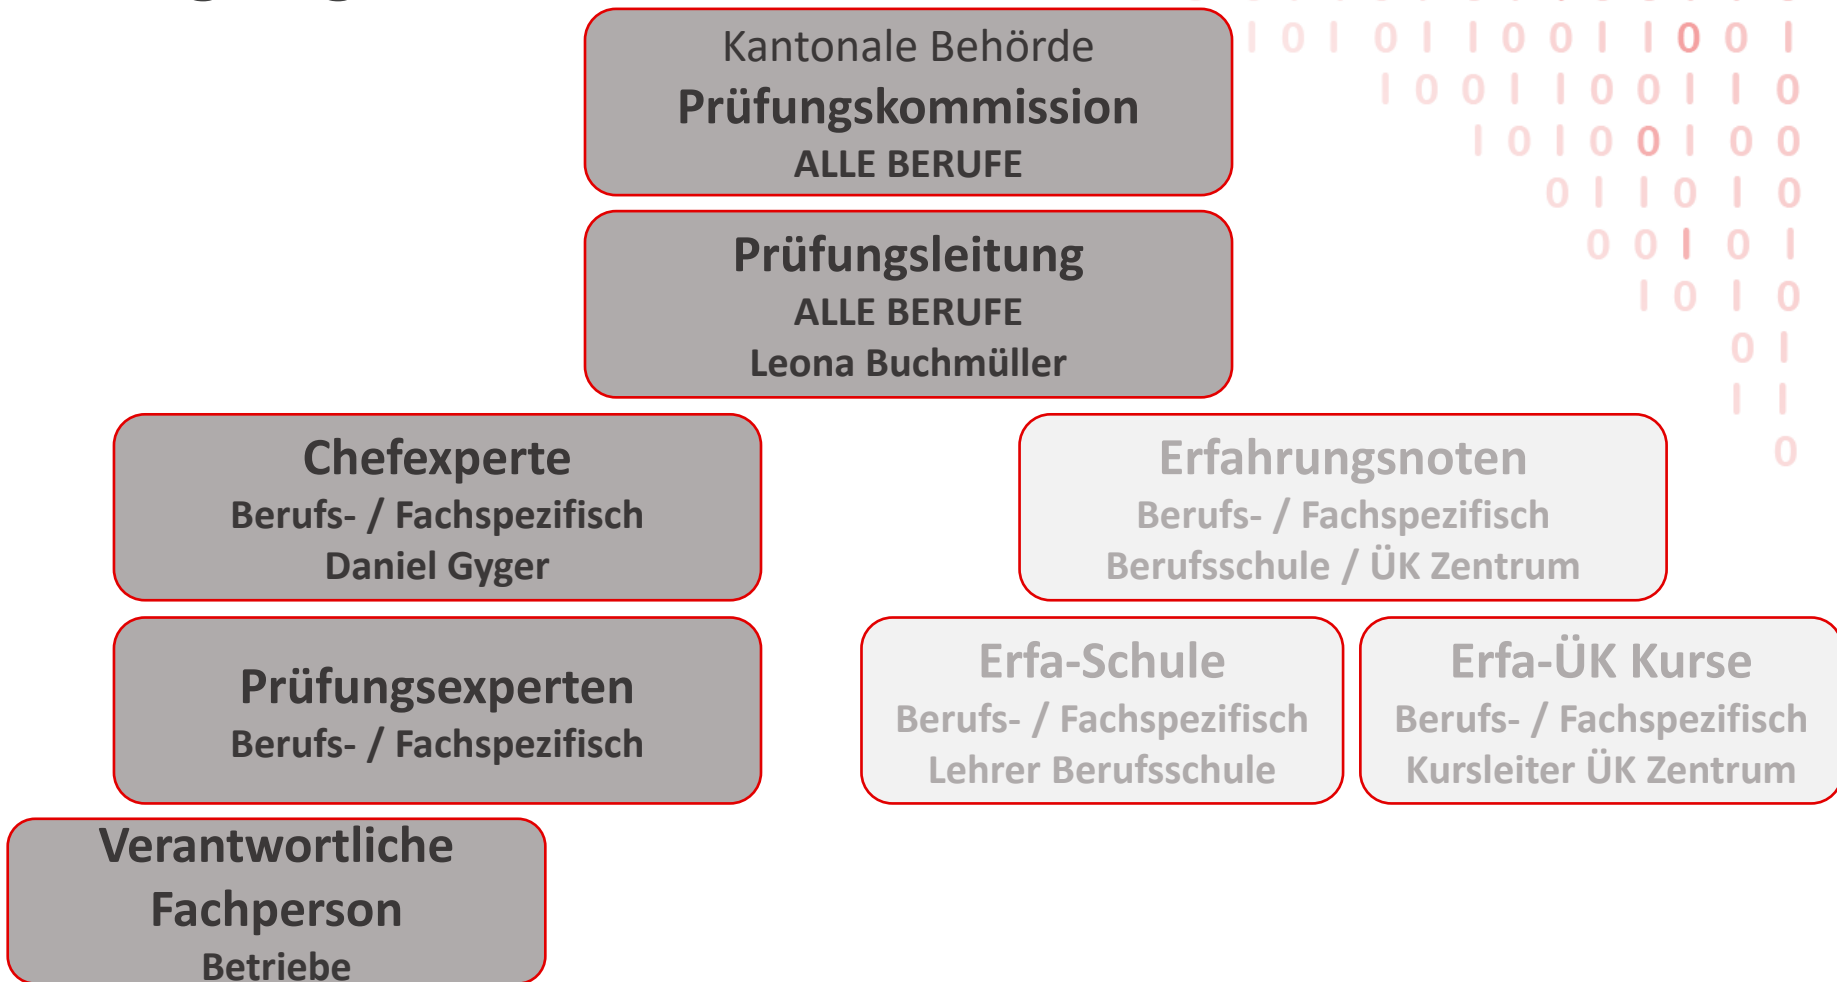 Kantonale Behörde
Prüfungskommission
ALLE BERUFE
Prüfungsleitung
ALLE BERUFE
Leona Buchmüller
Chefexperte
Berufs- / Fachspezifisch
Daniel Gyger
Erfahrungsnoten
Berufs- / Fachspezifisch
Berufsschule / ÜK Zentrum
Prüfungsexperten
Berufs- / Fachspezifisch
Erfa-Schule
Berufs- / Fachspezifisch
Lehrer Berufsschule
Erfa-ÜK Kurse
Berufs- / Fachspezifisch
Kursleiter ÜK Zentrum
Verantwortliche
Fachperson
Betriebe